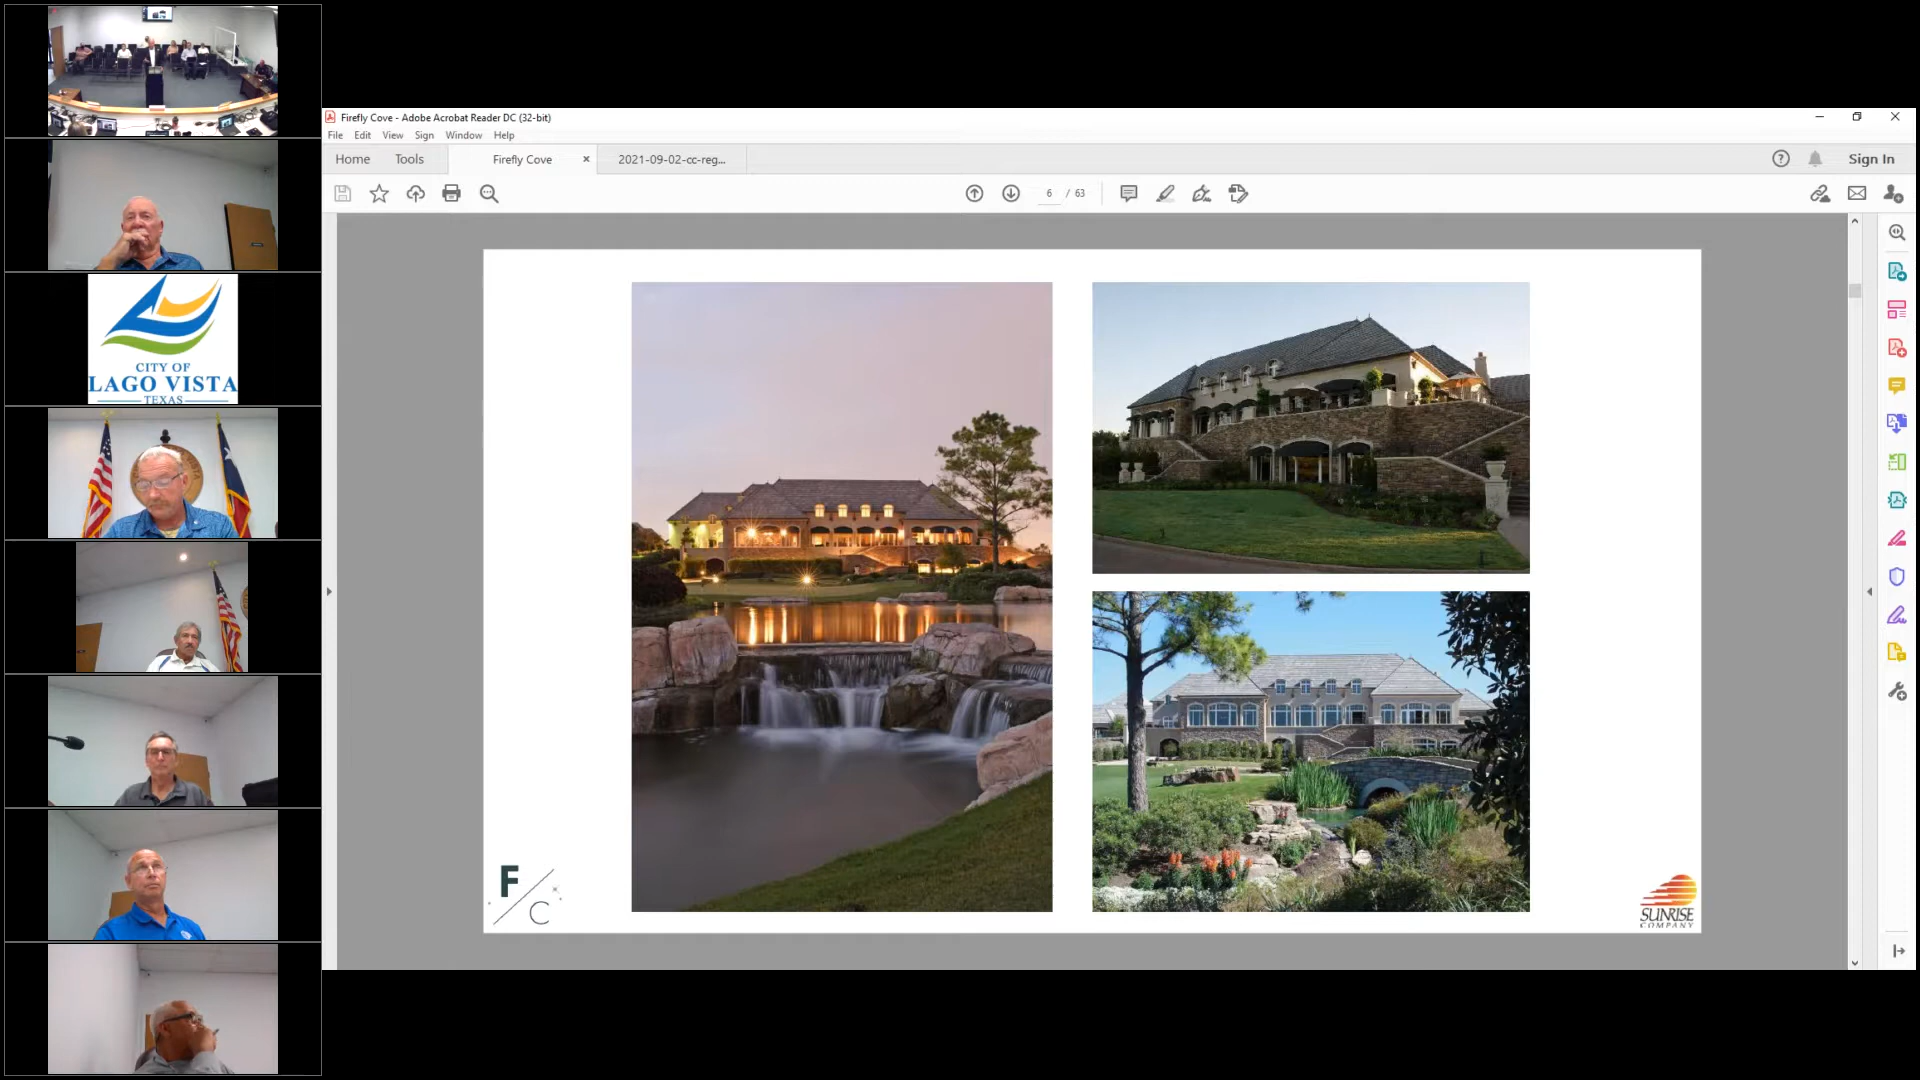 CITY OF
LAGO VISTA
TEXAS
Firefly Cove - Adobe Acrobat Reader DC (32-bit)
File Edit View Sign Window Help
Home Tools Firefly Cove × 2021-09-02-cc-reg... Sign In
6 / 63
F
C
SUNRISE
COMPANY